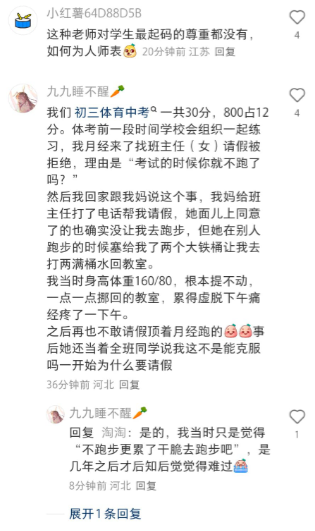 小红薯64D88D5B
这种老师对学生最起码的尊重都没有，
如何为人师表 20分钟前 江苏 回复
4
九九睡不醒
我们 初三体育中考 一共30分，800占12
分。体考前一段时间学校会组织一起练
习，我月经来了找班主任（女）请假被
拒绝，理由是“考试的时候你就不跑了
吗？”
然后我回家跟我妈说这个事，我妈给班
主任打了电话帮我请假，她面儿上同意
了的也确实没让我去跑步，但她在别人
跑步的时候塞给我了两个大铁桶让我去
打两满桶水回教室。
我当时身高体重160/80，根本提不动，
一点一点挪回的教室，累得虚脱下午痛
经疼了一下午。
之后再也不敢请假顶着月经跑的事
后她还当着全班同学说我这不是能克服
吗一开始为什么要请假
36分钟前 河北 回复
4
九九睡不醒
回复 淘淘：是的，我当时只是觉得
“不跑步更累了干脆去跑步吧”，是
几年之后才后知后觉觉得难过
8分钟前 河北 回复
1
展开1条回复